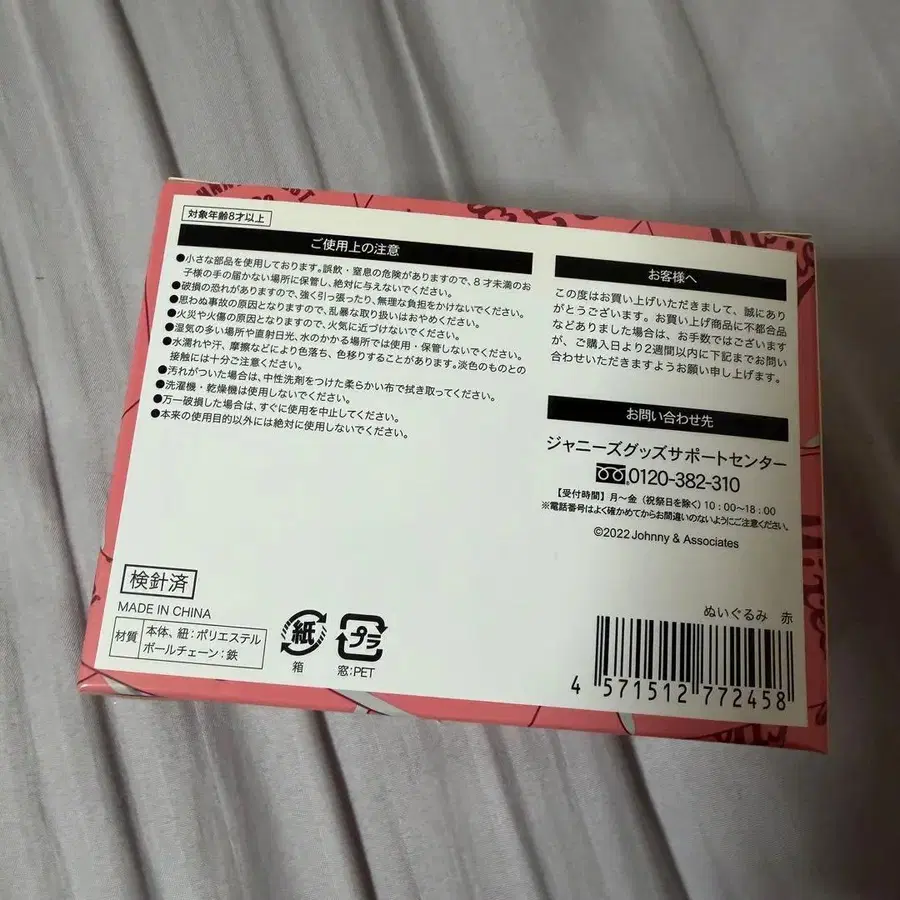 対象年齢8才以上
ご使用上の注意
●小さな部品を使用しております。誤飲・窒息の危険がありますので、8才未満のお
子様の手の届かない場所に保管し、絶対に与えないでください。
●破損の恐れがありますので、強く引っ張ったり、無理な負担をかけないでください。
●思わぬ事故の原因となりますので、乱暴な取り扱いはおやめください。
●火災や火傷の原因となりますので、火気に近づけないでください。
●湿気の多い場所や直射日光、水のかかる場所では使用・保管しないでください。
●水濡れや汗、摩擦などにより色落ち、色移りすることがあります。淡色のものとの
接触には十分ご注意ください。
●汚れがついた場合は、中性洗剤をつけた柔らかい布で拭き取ってください。
●洗濯機・乾燥機は使用しないでください。
●万一破損した場合は、すぐに使用を中止してください。
●本来の使用目的以外には絶対に使用しないでください。
お客様へ
この度はお買い上げいただきまして、誠にあり
がとうございます。お買い上げ商品に不都合品
などありました場合は、お手数ではございます
が、ご購入日より2週間以内に下記までお問い
合わせいただきますようお願い申し上げます。
お問い合わせ先
ジャニーズグッズサポートセンター
0120-382-310
【受付時間】月〜金(祝祭日を除く)10:00〜18:00
※電話番号はよく確かめてからお間違いのないようにご注意ください。
©2022 Johnny & Associates
検針済
MADE IN CHINA
材質
本体、紐:ポリエステル
ボールチェーン:鉄
紙
箱
プラ
窓:PET
ぬいぐるみ 赤
4 571512 772458